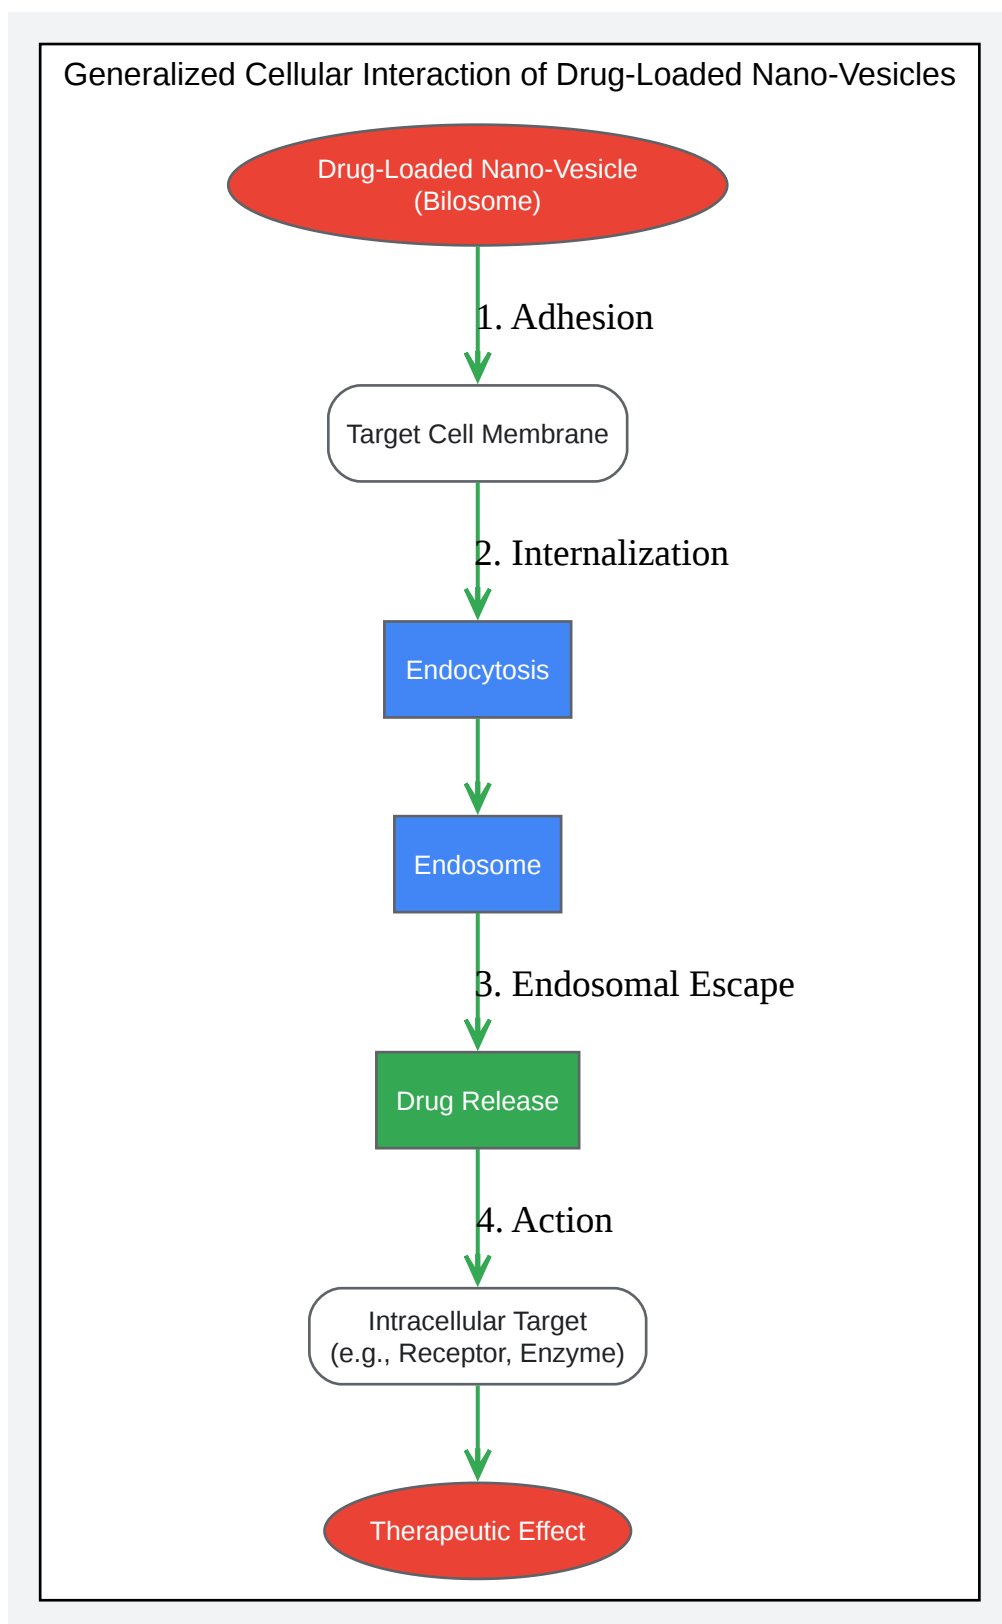 Generalized Cellular Interaction of Drug-Loaded Nano-Vesicles
Drug-Loaded Nano-Vesicle
(Bilosome)
1. Adhesion
Target Cell Membrane
2. Internalization
Endocytosis
Endosome
3. Endosomal Escape
Drug Release
4. Action
Intracellular Target
(e.g., Receptor, Enzyme)
Therapeutic Effect